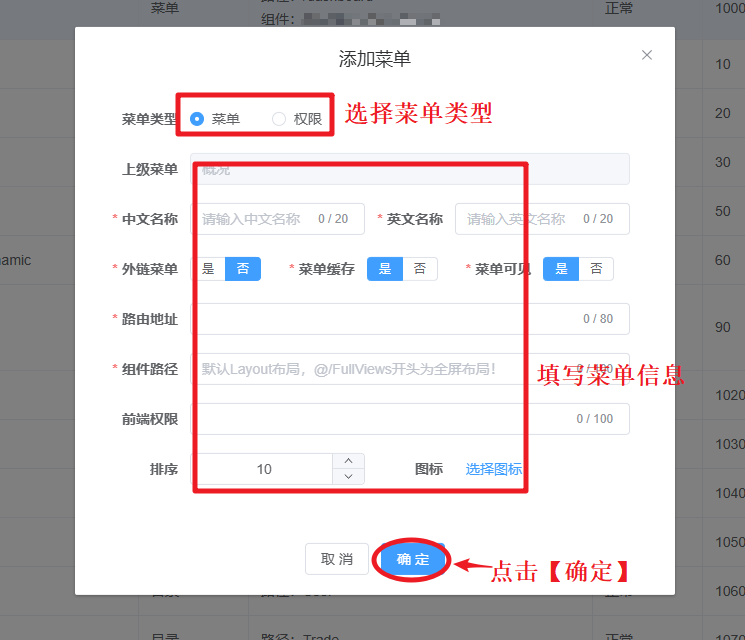 菜单
正常
1000
组件:
添加菜单
10
菜单类型 菜单 权限 选择菜单类型
20
上级菜单 概况
30
* 中文名称 请输入中文名称 0 / 20 * 英文名称 请输入英文名称 0 / 20
50
namic
* 外链菜单 是 否 * 菜单缓存 是 否 * 菜单可见 是 否
60
* 路由地址 0 / 80
90
* 组件路径 默认Layout布局,@/FullViews开头为全屏布局! 0 / 100
填写菜单信息
1020
前端权限 0 / 100
1030
排序 10 图标 选择图标
1040
1050
取 消 确 定
点击【确定】
1060
目录 路径: Trade 正常 1070